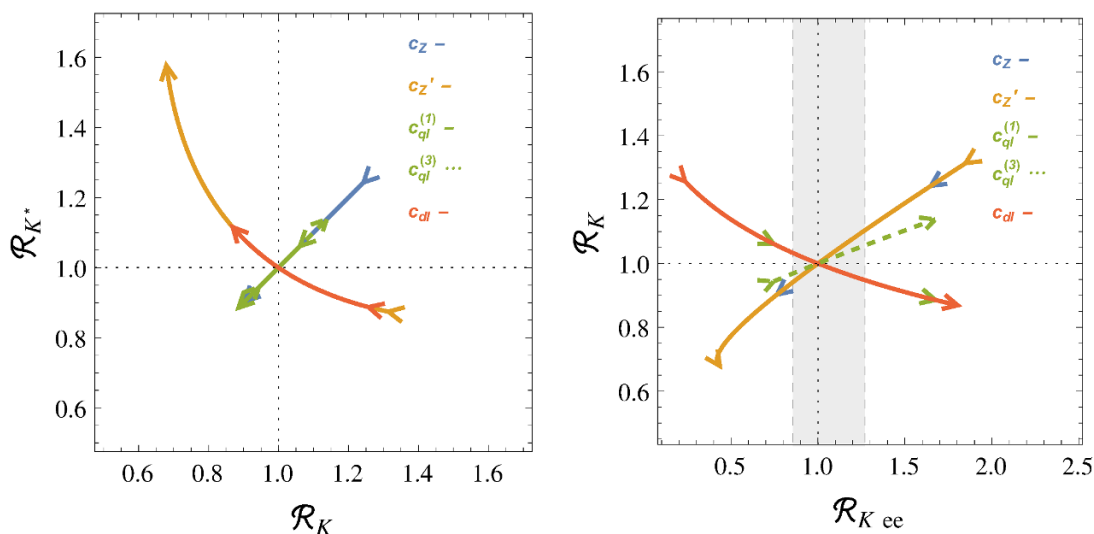 1.6
1.4
1.2
1.0
0.8
0.6
0.6 0.8 1.0 1.2 1.4 1.6
ℛ_K*
ℛ_K
c_Z –
c_Z' –
c_ql^(1) –
c_ql^(3) ···
c_dl –
1.6
1.4
1.2
1.0
0.8
0.6
0.5 1.0 1.5 2.0 2.5
ℛ_K
ℛ_K ee
c_Z –
c_Z' –
c_ql^(1) –
c_ql^(3) ···
c_dl –